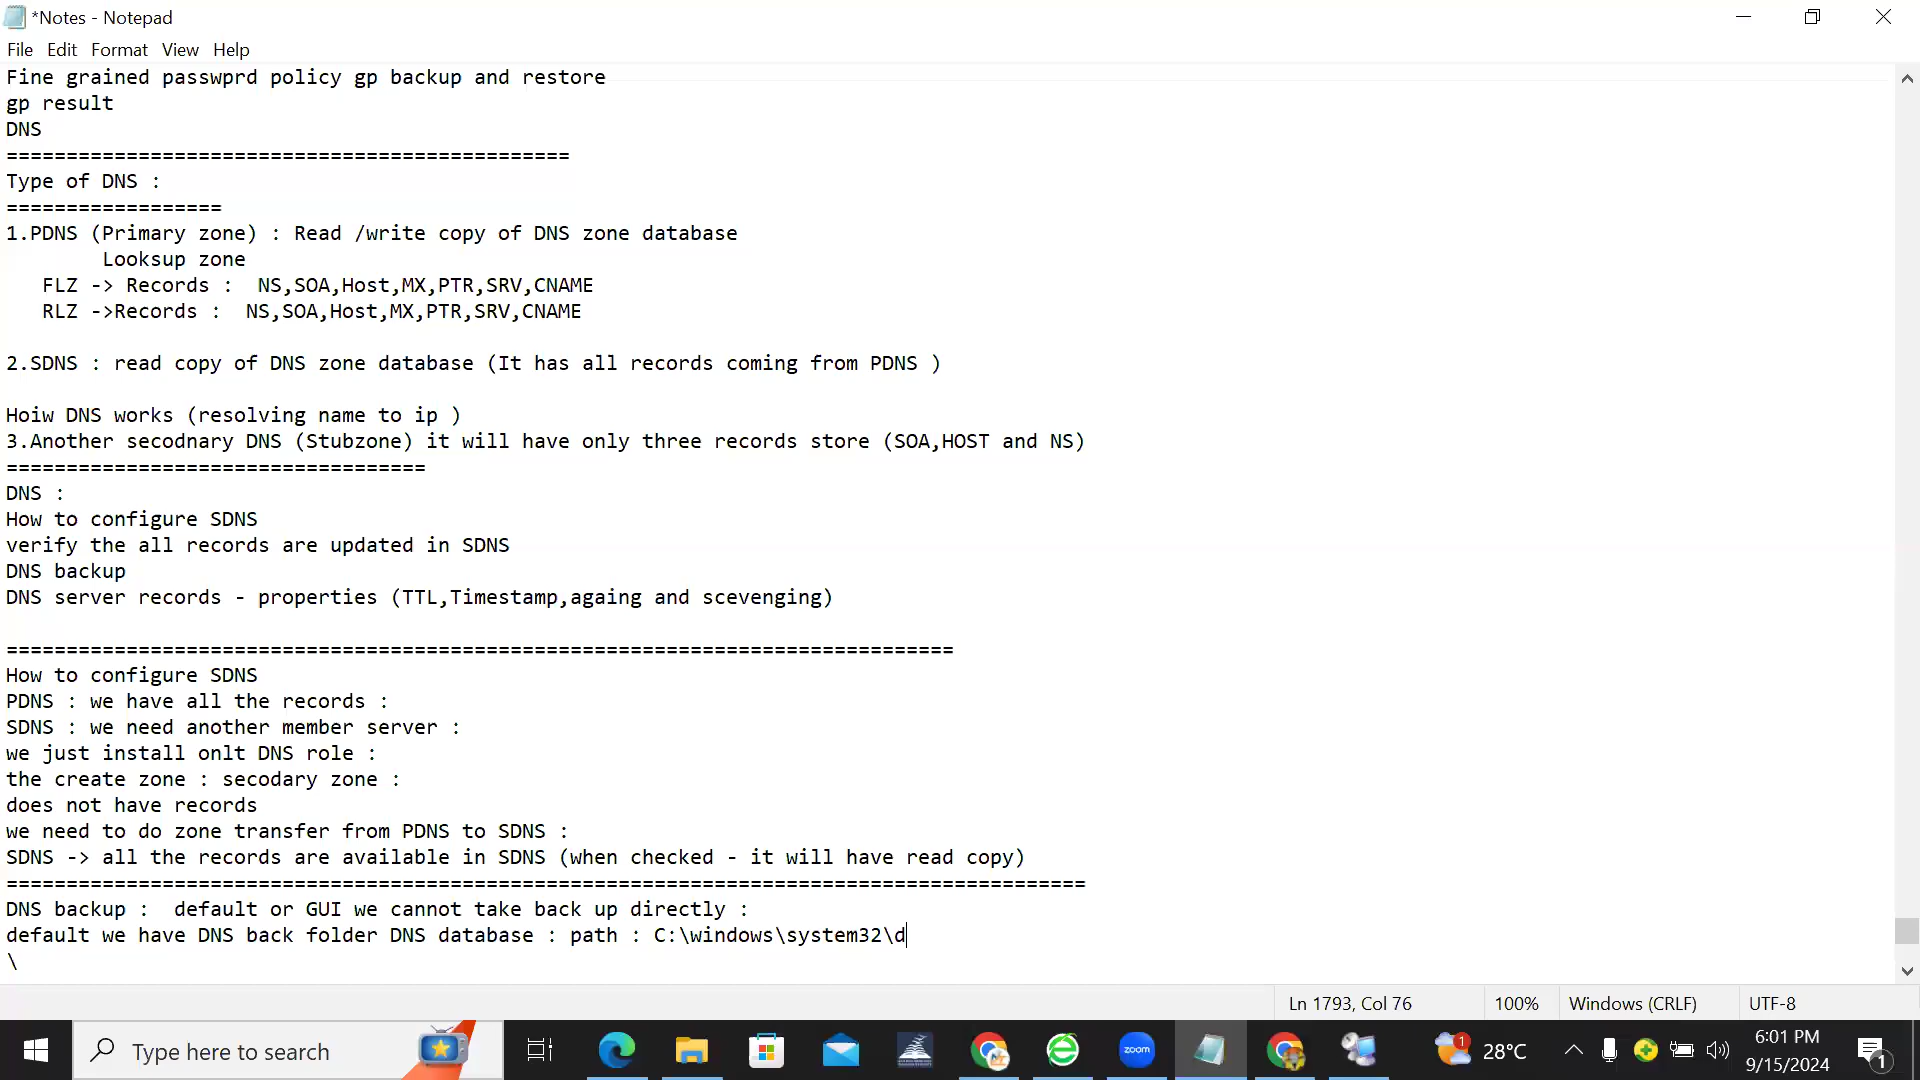 *Notes - Notepad
File Edit Format View Help
Fine grained passwprd policy gp backup and restore
gp result
DNS
===============================================
Type of DNS :
==================
1.PDNS (Primary zone) : Read /write copy of DNS zone database
Looksup zone
FLZ -> Records :  NS,SOA,Host,MX,PTR,SRV,CNAME
RLZ ->Records :  NS,SOA,Host,MX,PTR,SRV,CNAME
2.SDNS : read copy of DNS zone database (It has all records coming from PDNS )
Hoiw DNS works (resolving name to ip )
3.Another secodnary DNS (Stubzone) it will have only three records store (SOA,HOST and NS)
===================================
DNS :
How to configure SDNS
verify the all records are updated in SDNS
DNS backup
DNS server records - properties (TTL,Timestamp,againg and scevenging)
===============================================================================
How to configure SDNS
PDNS : we have all the records :
SDNS : we need another member server :
we just install onlt DNS role :
the create zone : secodary zone :
does not have records
we need to do zone transfer from PDNS to SDNS :
SDNS -> all the records are available in SDNS (when checked - it will have read copy)
==========================================================================================
DNS backup :  default or GUI we cannot take back up directly :
default we have DNS back folder DNS database : path : C:\windows\system32\d
\
Ln 1793, Col 76 100% Windows (CRLF) UTF-8
Type here to search
zoom
1
28°C
6:01 PM
9/15/2024
1